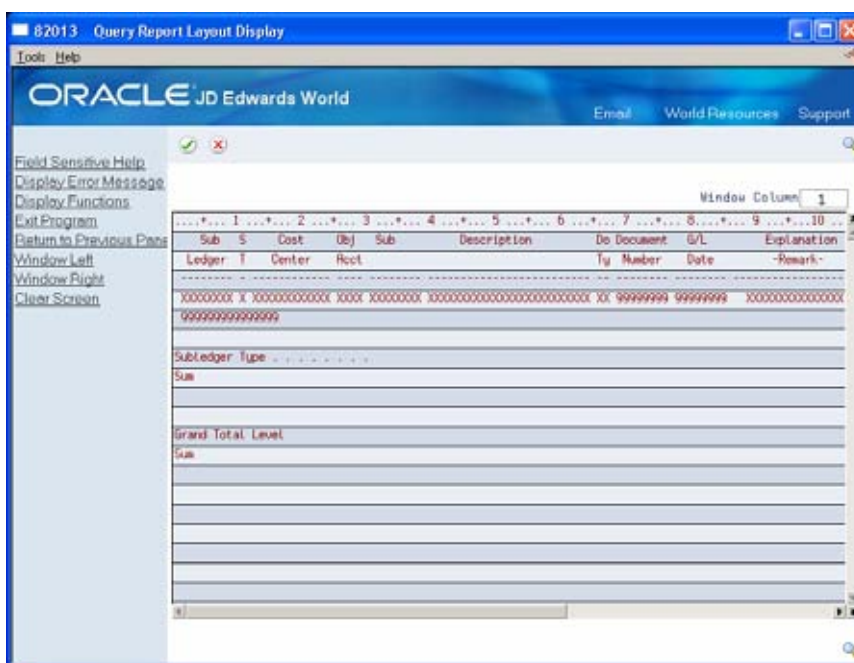 82013 Query Report Layout Display
Tools Help
ORACLE JD Edwards World
Email World Resources Support
Field Sensitive Help
Display Error Message
Display Functions
Exit Program
Return to Previous Pane
Window Left
Window Right
Clear Screen
Window Column 1
....+... 1 ...+... 2 ...+... 3 ...+... 4 ...+... 5 ...+... 6 ...+... 7 ...+... 8....+... 9 ...+...10 ..
Sub S Cost Obj Sub Description Do Document G/L Explanation
Ledger T Center Acct Ty Number Date -Remark-
-------- - ------------ ---- -------- ------------------------- -- -------- -------- ---------------
XXXXXXXX X XXXXXXXXXXXX XXXX XXXXXXXX XXXXXXXXXXXXXXXXXXXXXXXXX XX 99999999 99999999 XXXXXXXXXXXXXXX
999999999999999
Subledger Type . . . . . . . .
Sum
Grand Total Level
Sum